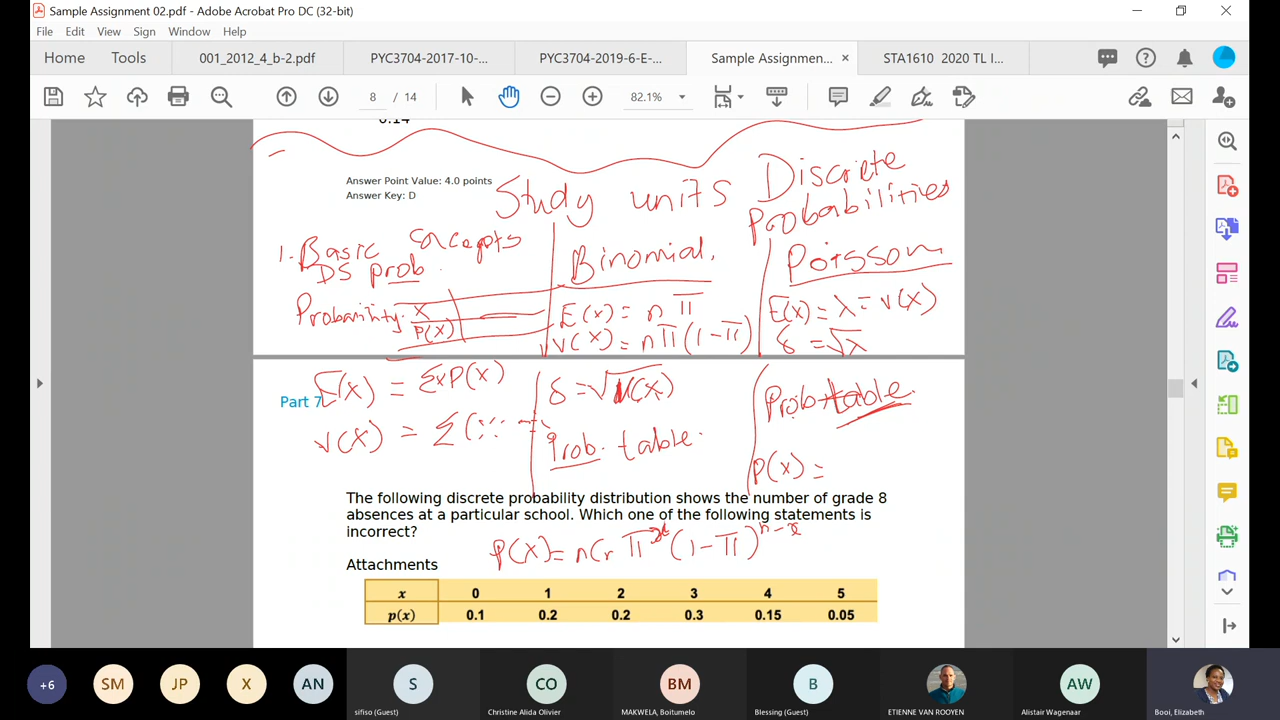 Sample Assignment 02.pdf - Adobe Acrobat Pro DC (32-bit)
File Edit View Sign Window Help
Home Tools 001_2012_4_b-2.pdf PYC3704-2017-10-... PYC3704-2019-6-E-... Sample Assignmen... × STA1610 2020 TL I...
8 / 14 82.1%
0.14
Answer Point Value: 4.0 points
Answer Key: D
Study units Discrete
Probabilities
1. Basic concepts
DS prob
Probability. x
P(x)
Binomial.
E(x) = n π
V(x) = nπ(1-π)
Poisson
E(x) = λ = v(x)
δ = √λ
Part 7
E(x) = ΣxP(x)
v(x) = Σ(
δ = √V(x)
Prob. table.
Prob table
P(x) =
The following discrete probability distribution shows the number of grade 8
absences at a particular school. Which one of the following statements is
incorrect?
P(x) = nCr π^x (1-π)^n-x
Attachments
x 0 1 2 3 4 5
p(x) 0.1 0.2 0.2 0.3 0.15 0.05
+6 SM JP X AN S CO BM B AW
sifiso (Guest) Christine Alida Olivier MAKWELA, Boitumelo Blessing (Guest) ETIENNE VAN ROOYEN Alistair Wagenaar Booi, Elizabeth